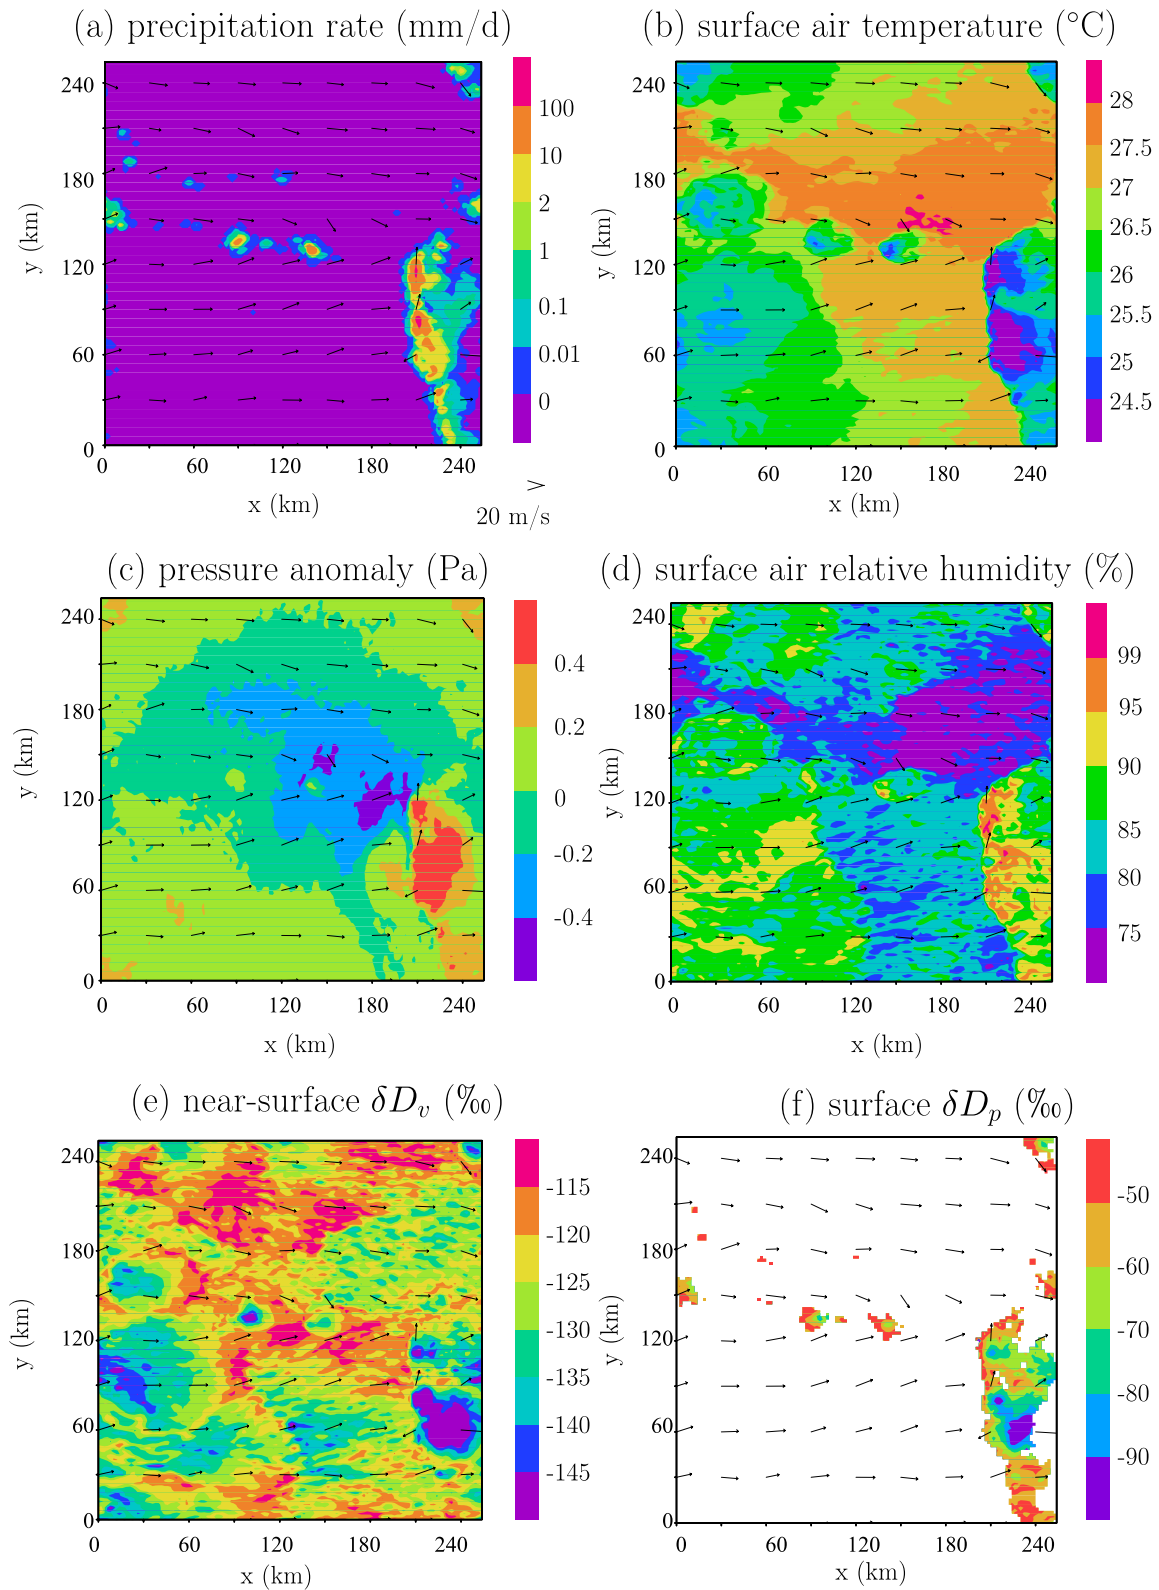 (a) precipitation rate (mm/d)
(b) surface air temperature (°C)
240
180
120
60
0
y (km)
0 60 120 180 240
x (km)
100
10
2
1
0.1
0.01
0
20 m/s
240
180
120
60
0
y (km)
0 60 120 180 240
x (km)
28
27.5
27
26.5
26
25.5
25
24.5
(c) pressure anomaly (Pa)
(d) surface air relative humidity (%)
240
180
120
60
0
y (km)
0 60 120 180 240
x (km)
0.4
0.2
0
-0.2
-0.4
240
180
120
60
0
y (km)
0 60 120 180 240
x (km)
99
95
90
85
80
75
(e) near-surface δD_v (‰)
(f) surface δD_p (‰)
240
180
120
60
0
y (km)
0 60 120 180 240
x (km)
-115
-120
-125
-130
-135
-140
-145
240
180
120
60
0
y (km)
0 60 120 180 240
x (km)
-50
-60
-70
-80
-90